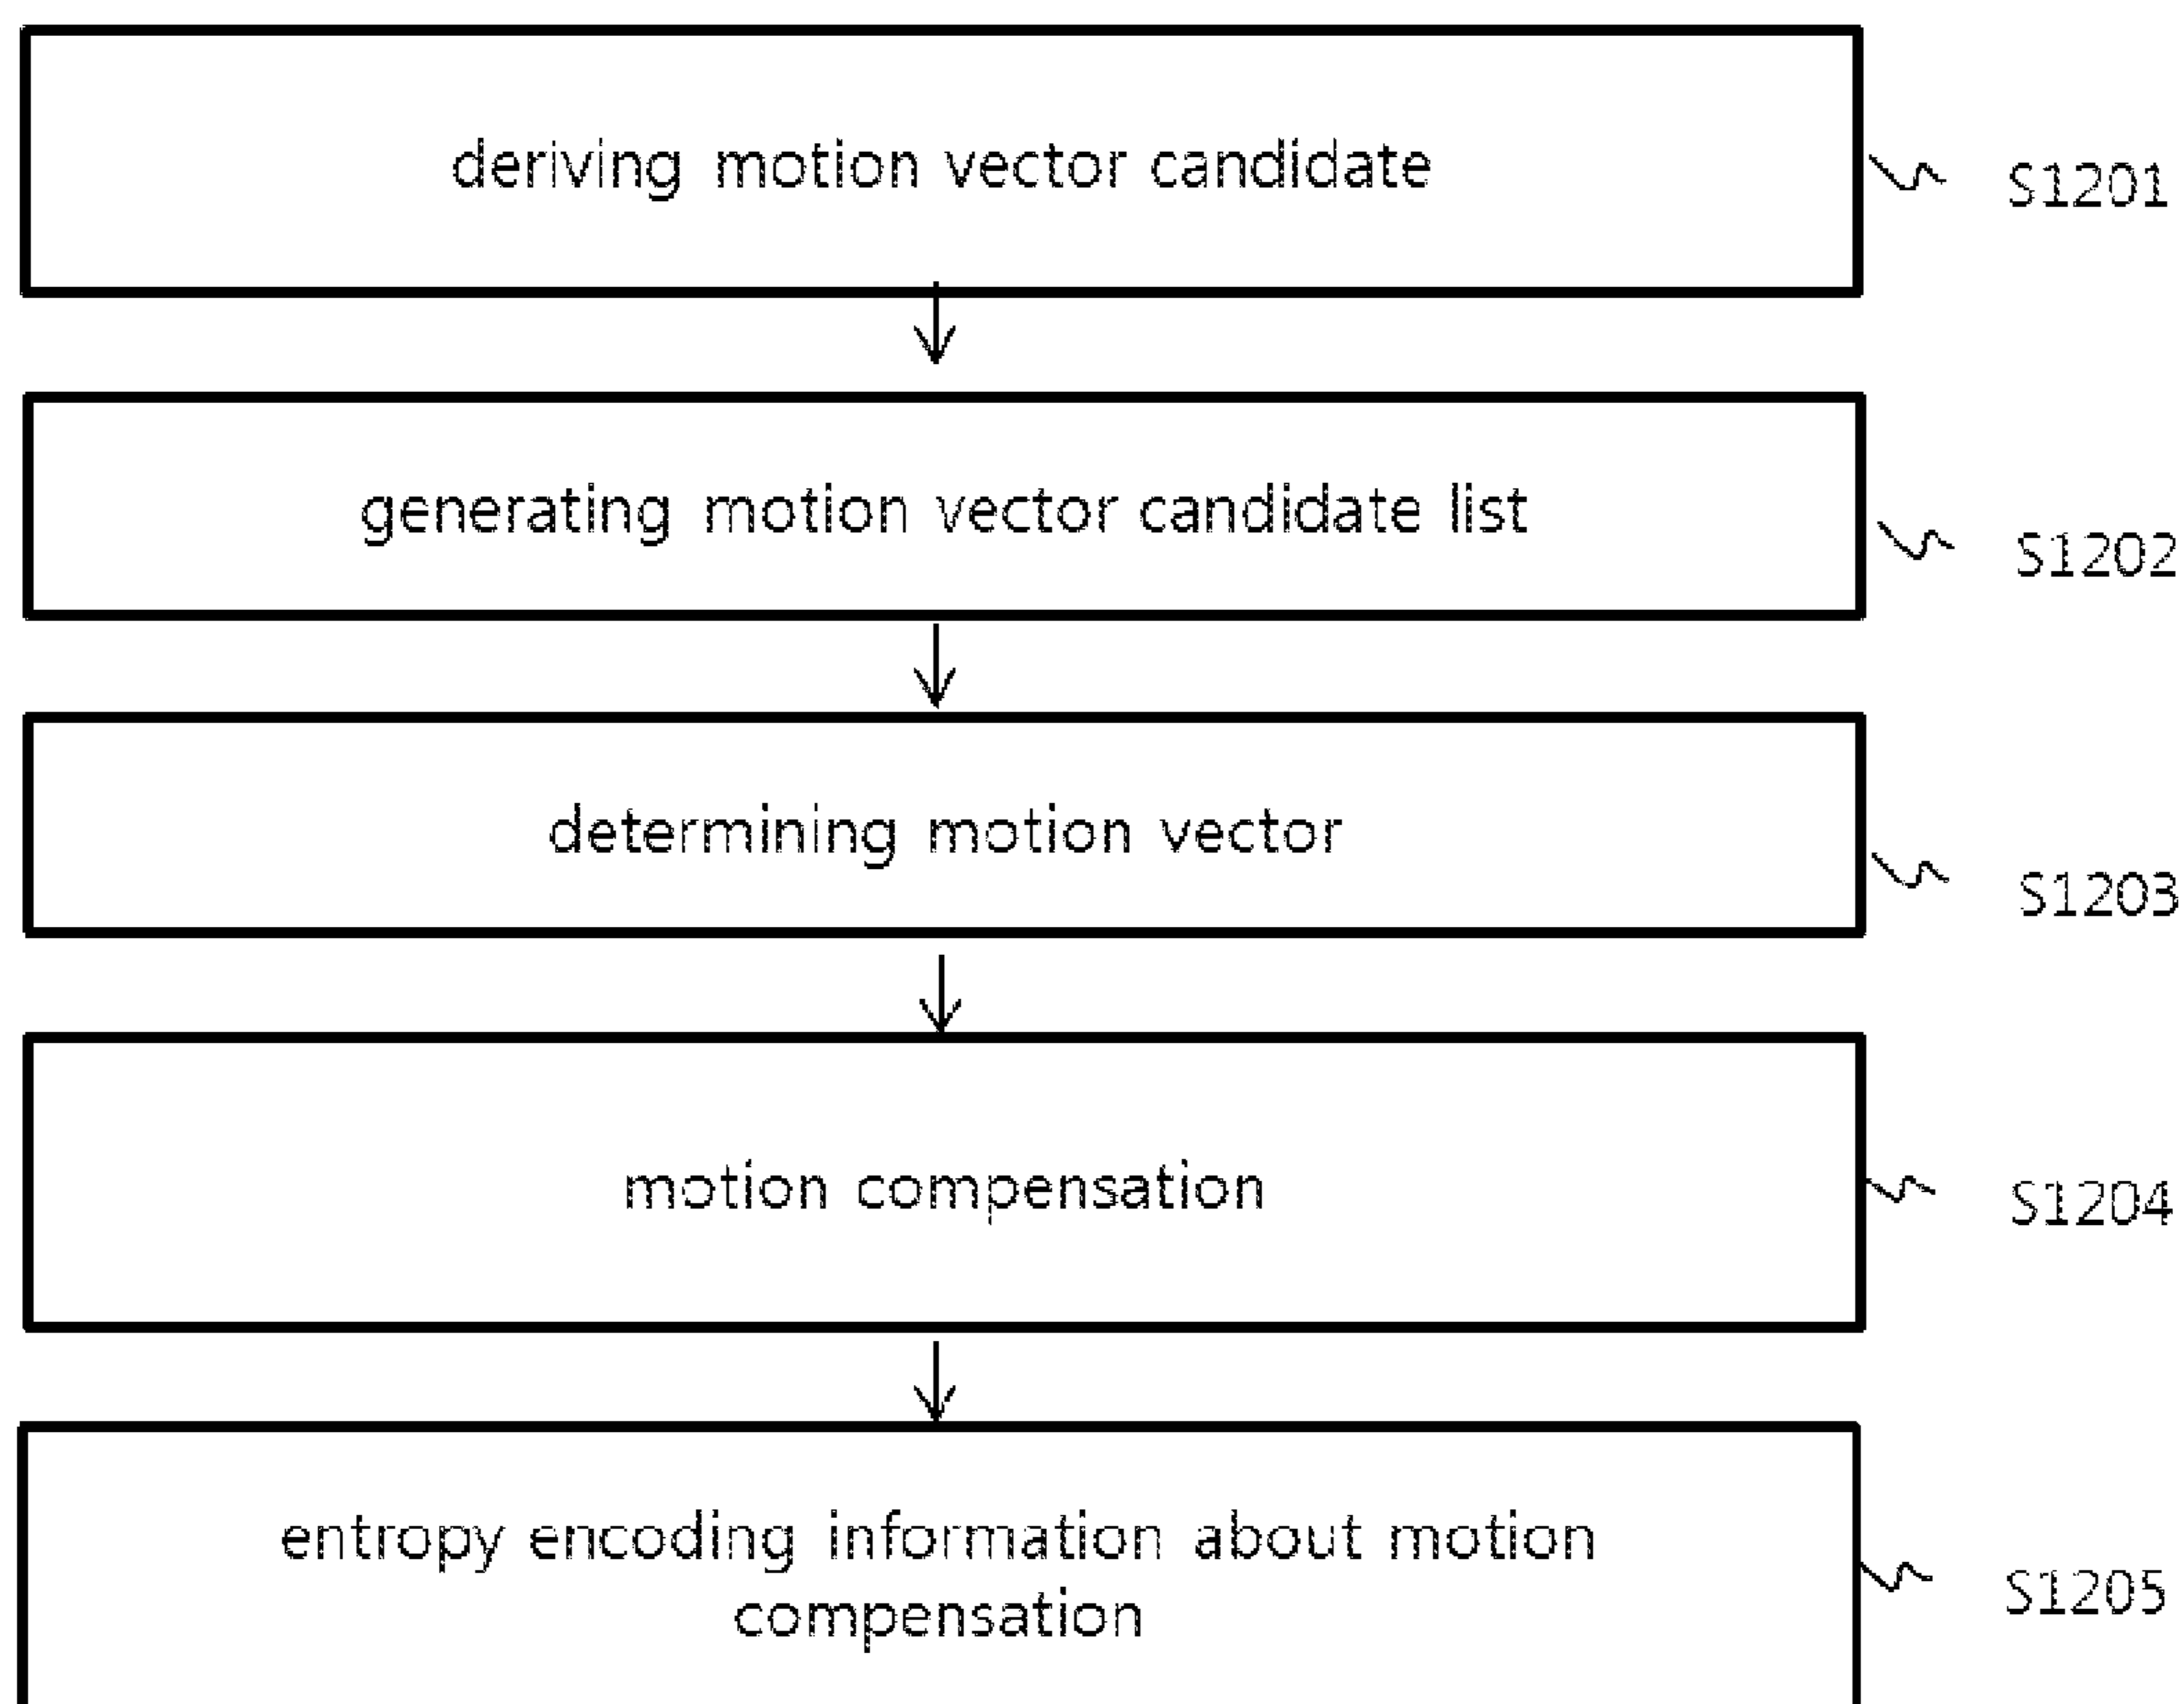 deriving motion vector candidate
S1201
generating motion vector candidate list
S1202
determining motion vector
S1203
motion compensation
S1204
entropy encoding information about motion
compensation
S1205